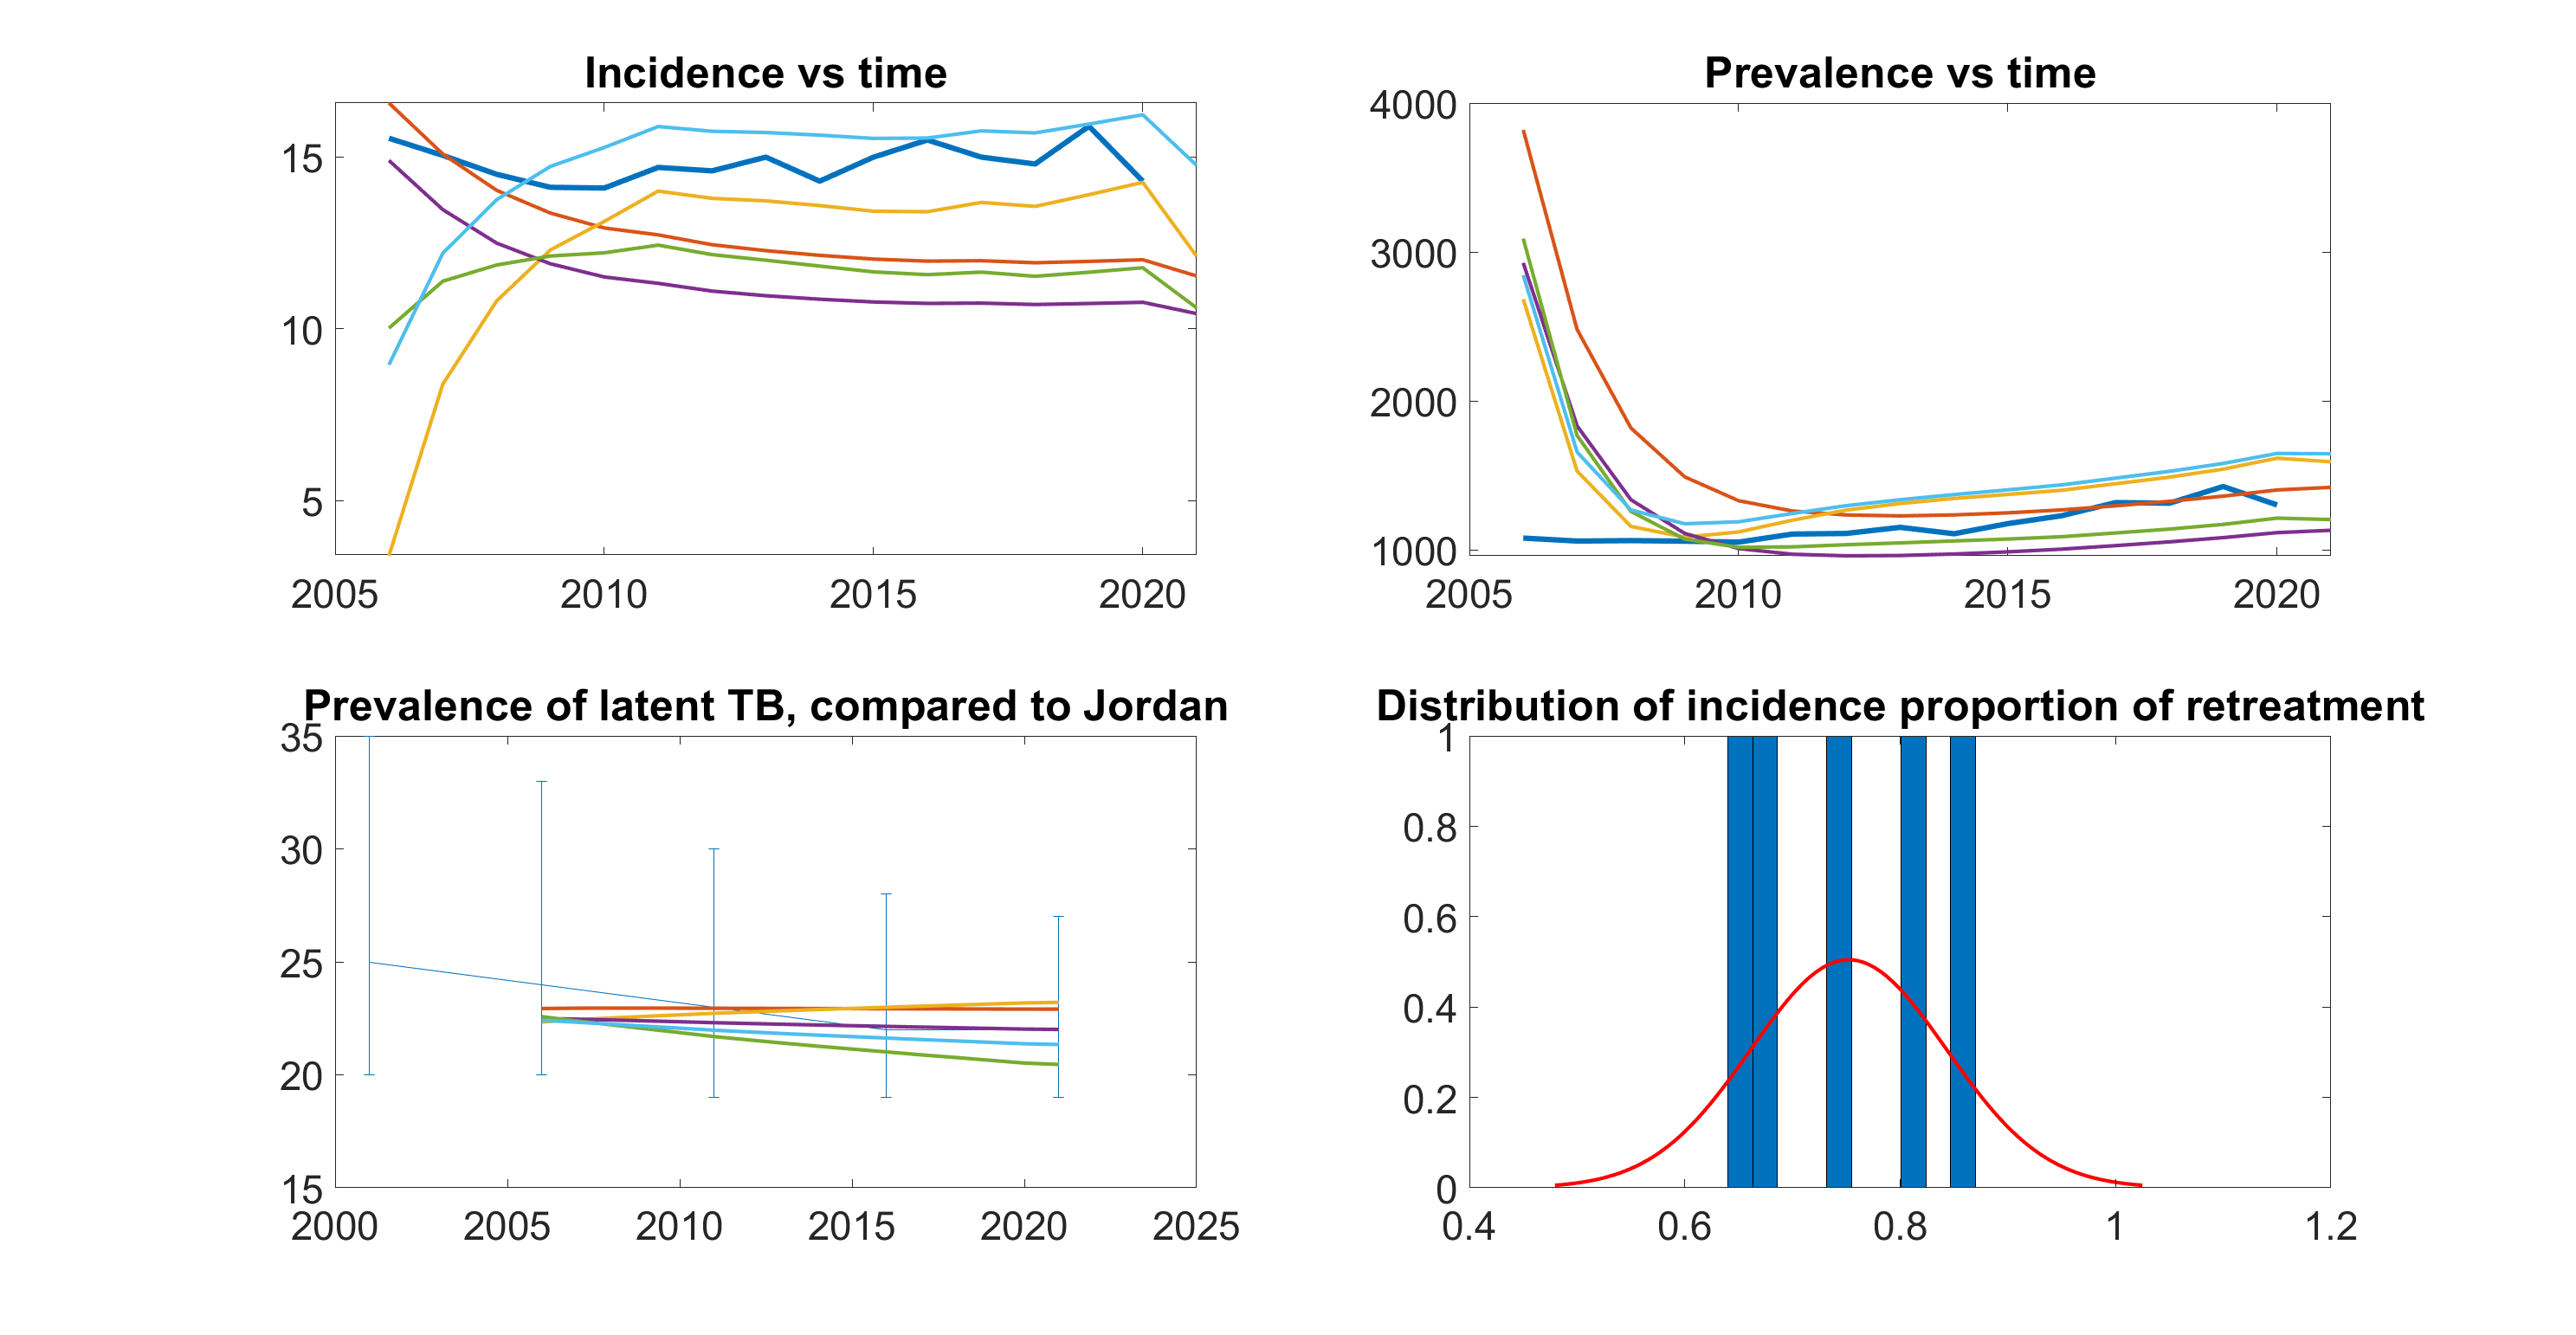 Incidence vs time
15
10
5
2005 2010 2015 2020
Prevalence vs time
4000
3000
2000
1000
2005 2010 2015 2020
Prevalence of latent TB, compared to Jordan
35
30
25
20
15
2000 2005 2010 2015 2020 2025
Distribution of incidence proportion of retreatment
1
0.8
0.6
0.4
0.2
0
0.4 0.6 0.8 1 1.2